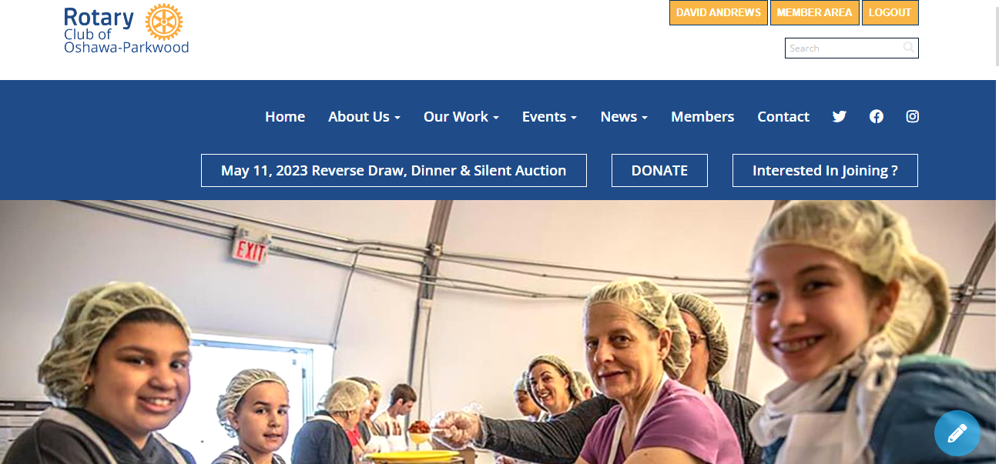 Rotary
Club of
Oshawa-Parkwood
DAVID ANDREWS MEMBER AREA LOGOUT
Search
Home About Us Our Work Events News Members Contact
May 11, 2023 Reverse Draw, Dinner & Silent Auction DONATE Interested In Joining ?
EXIT